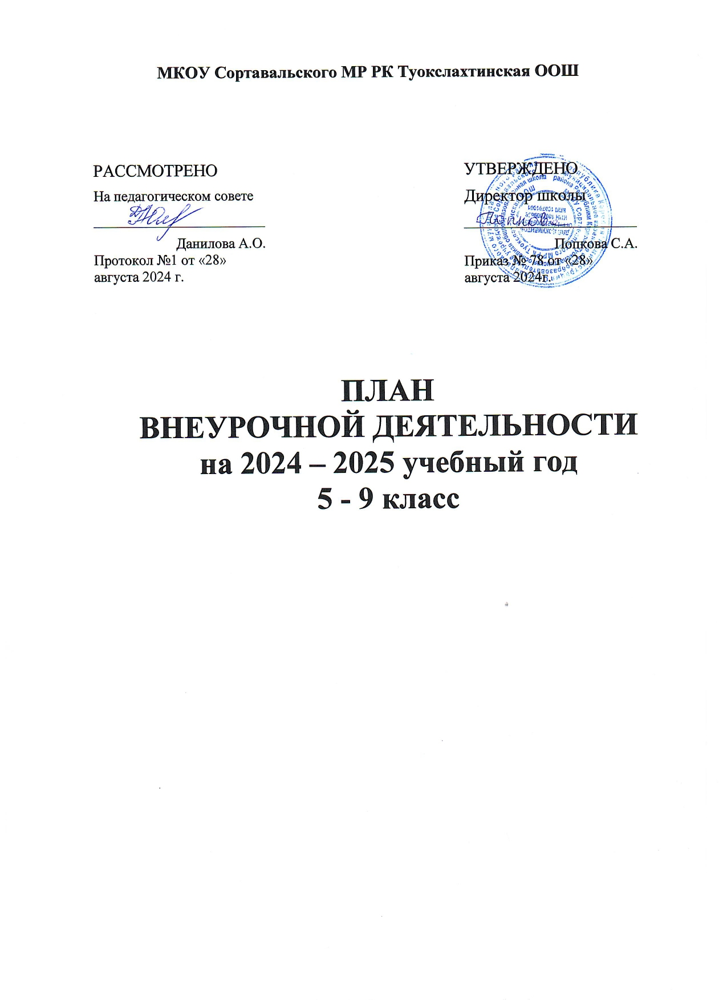 МКОУ Сортавальского МР РК Туокслахтинская ООШ
РАССМОТРЕНО
На педагогическом совете
Данилова А.О.
Протокол №1 от «28»
августа 2024 г.
УТВЕРЖДЕНО
Директор школы
Попкова С.А.
Приказ № 78 от «28»
августа 2024г.
ПЛАН
ВНЕУРОЧНОЙ ДЕЯТЕЛЬНОСТИ
на 2024 – 2025 учебный год
5 - 9 класс